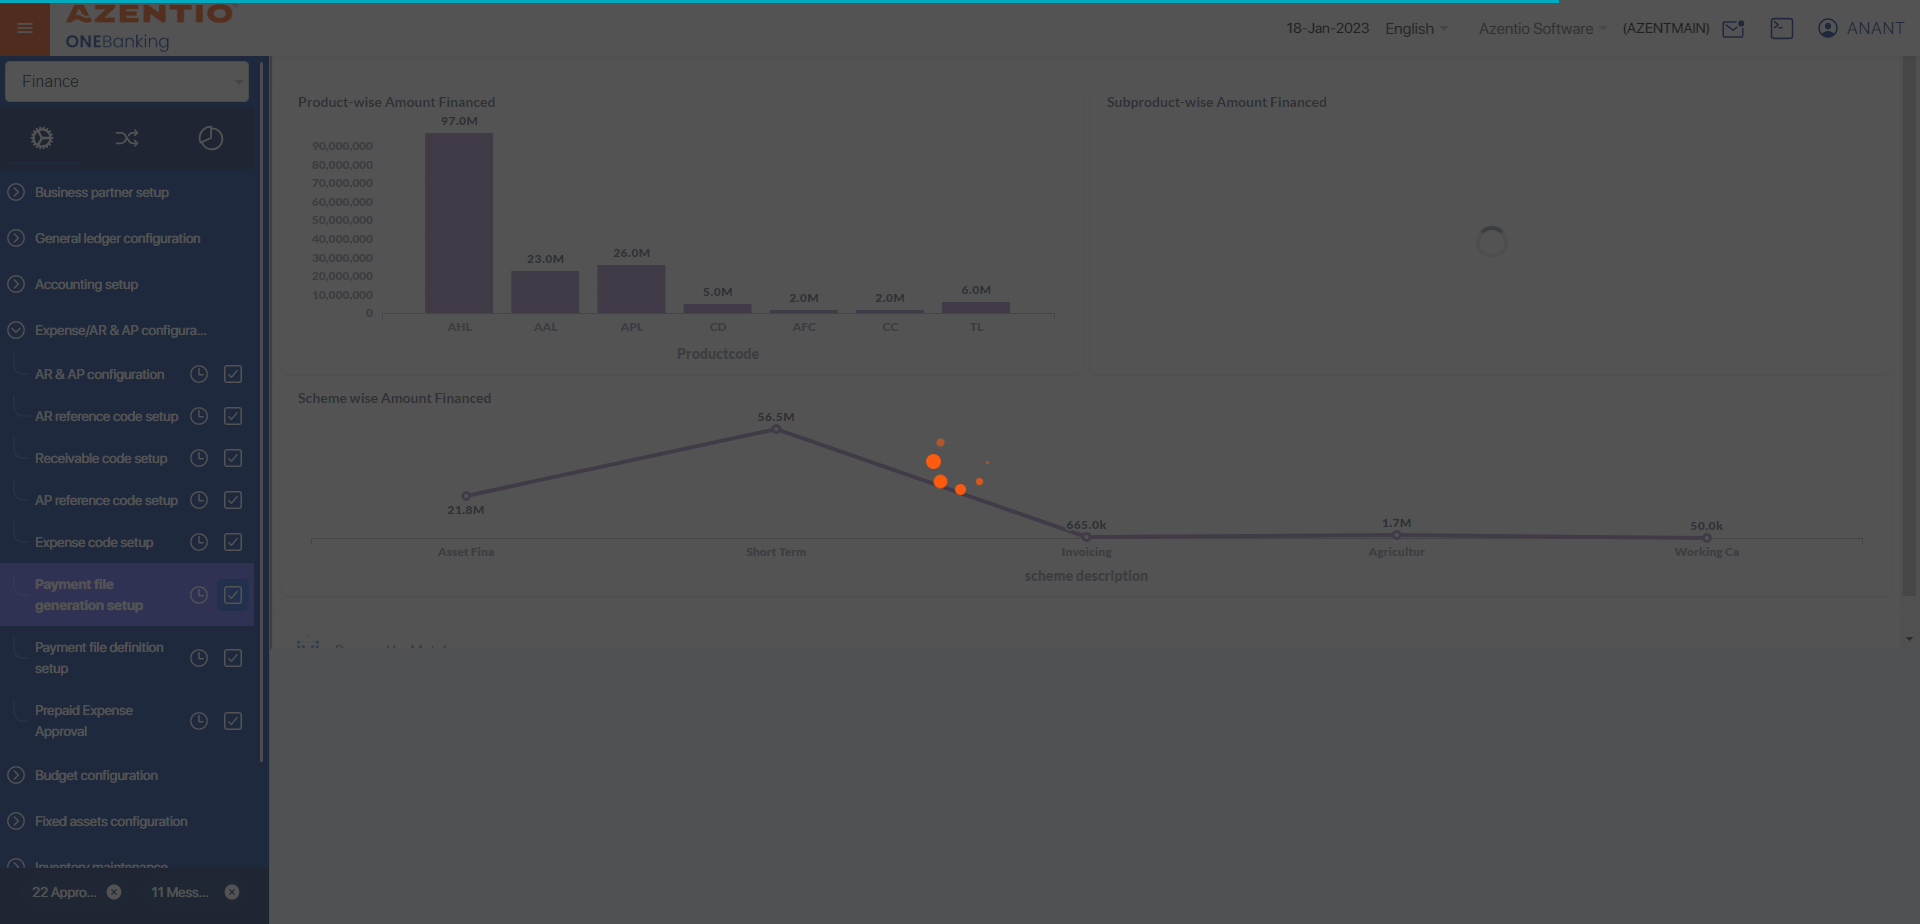 AZENTIO
ONEBanking
18-Jan-2023
English
Azentio Software
(AZENTMAIN)
ANANT
Finance
Business partner setup
General ledger configuration
Accounting setup
Expense/AR & AP configura...
AR & AP configuration
AR reference code setup
Receivable code setup
AP reference code setup
Expense code setup
Payment file
generation setup
Payment file definition
setup
Prepaid Expense
Approval
Budget configuration
Fixed assets configuration
Inventory maintenance
22 Appro...
11 Mess...
Product-wise Amount Financed
97.0M
90,000,000
80,000,000
70,000,000
60,000,000
50,000,000
40,000,000
30,000,000
20,000,000
10,000,000
0
23.0M
26.0M
5.0M
2.0M
2.0M
6.0M
AHL
AAL
APL
CD
AFC
CC
TL
Productcode
Subproduct-wise Amount Financed
Scheme wise Amount Financed
56.5M
21.8M
665.0k
1.7M
50.0k
Asset Fina
Short Term
Invoicing
Agricultur
Working Ca
scheme description